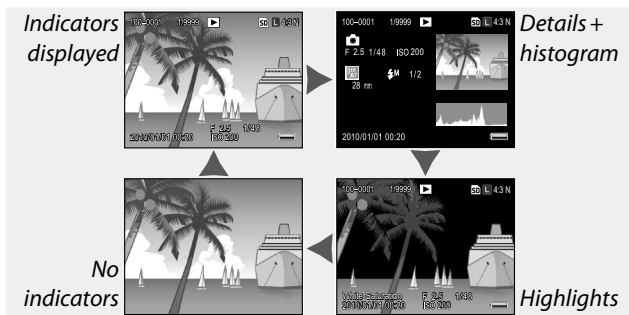 Indicators
displayed
100–0001 1/9999 SD L 4:3 N
F 2.5 1/48
2010/01/01 00:20 ISO 200
100–0001 1/9999 SD L 4:3 N
F 2.5 1/48 ISO 200
M 1/2
28 mm
2010/01/01 00:20
Details +
histogram
No
indicators
100–0001 1/9999 SD L 4:3 N
White Saturation F 2.5 1/48
2010/01/01 00:20 ISO 200
Highlights